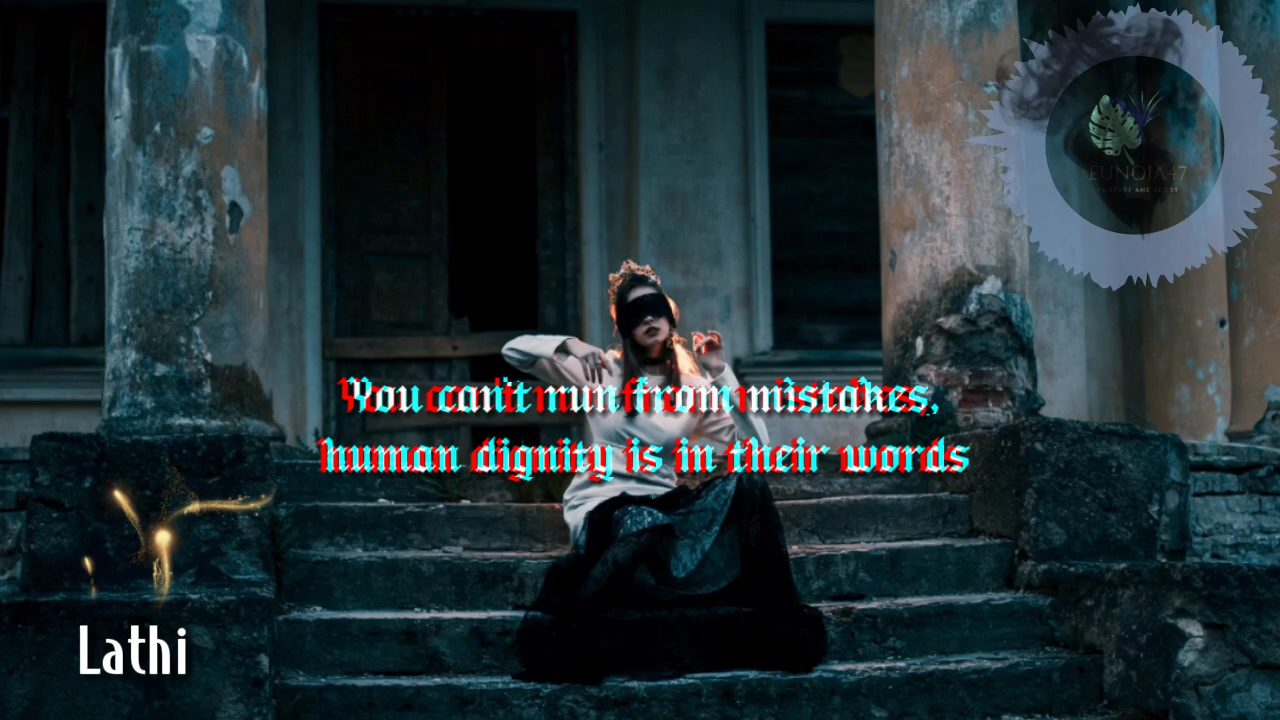 EUNOIA47
You can't run from mistakes,
human dignity is in their words
Lathi